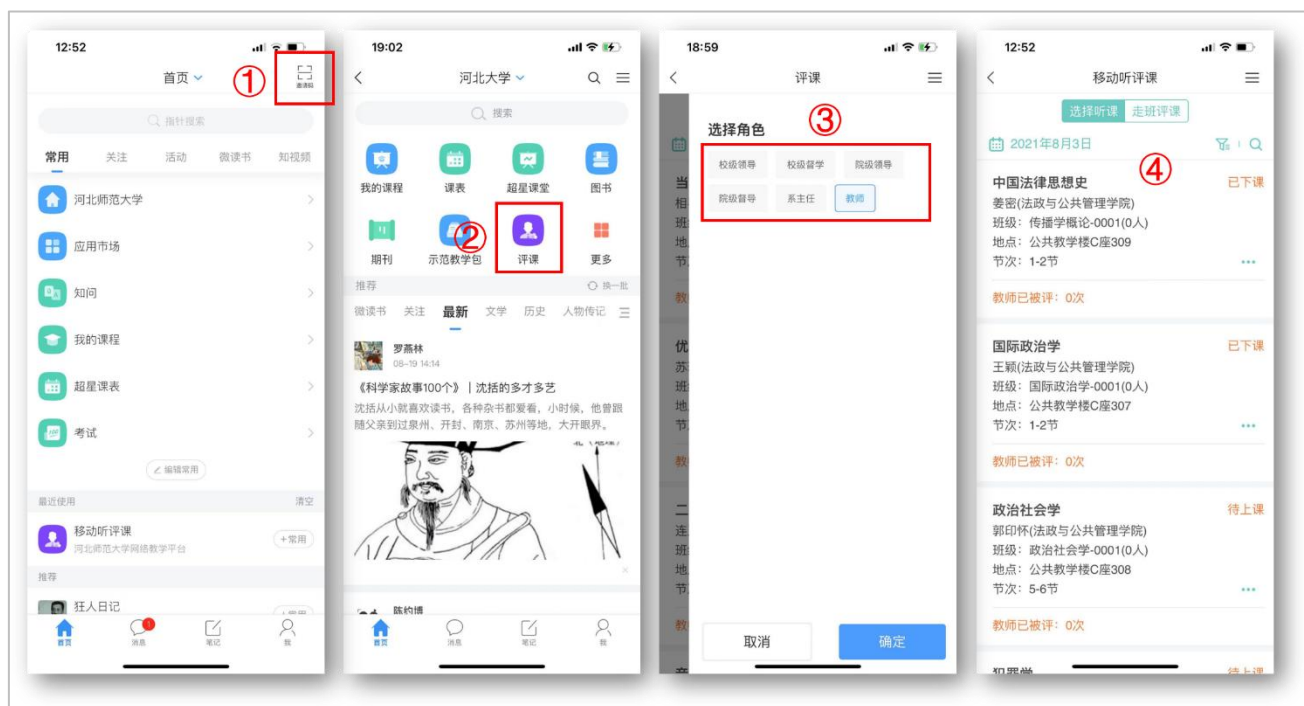 12:52
首页
①
邀请码
指针搜索
常用
关注
活动
微读书
知视频
河北师范大学
应用市场
知问
我的课程
超星课表
考试
编辑常用
最近使用
清空
移动听评课
河北师范大学网络教学平台
+常用
推荐
狂人日记
首页
消息
1
笔记
我
19:02
河北大学
搜索
我的课程
课表
超星课堂
图书
期刊
②
示范教学包
评课
更多
推荐
换一批
微读书
关注
最新
文学
历史
人物传记
罗燕林
08-19 14:14
《科学家故事100个》丨沈括的多才多艺
沈括从小就喜欢读书，各种杂书都爱看，小时候，他曾跟
随父亲到过泉州、开封、南京、苏州等地，大开眼界。
陈约博
首页
消息
笔记
我
18:59
评课
选择角色
③
校级领导
校级督学
院级领导
院级督导
系主任
教师
取消
确定
12:52
移动听评课
选择听课
走班评课
2021年8月3日
④
中国法律思想史
已下课
姜密(法政与公共管理学院)
班级：传播学概论-0001(0人)
地点：公共教学楼C座309
节次：1-2节
教师已被评：0次
国际政治学
已下课
王颖(法政与公共管理学院)
班级：国际政治学-0001(0人)
地点：公共教学楼C座307
节次：1-2节
教师已被评：0次
政治社会学
待上课
郭印怀(法政与公共管理学院)
班级：政治社会学-0001(0人)
地点：公共教学楼C座308
节次：5-6节
教师已被评：0次
犯罪学
待上课